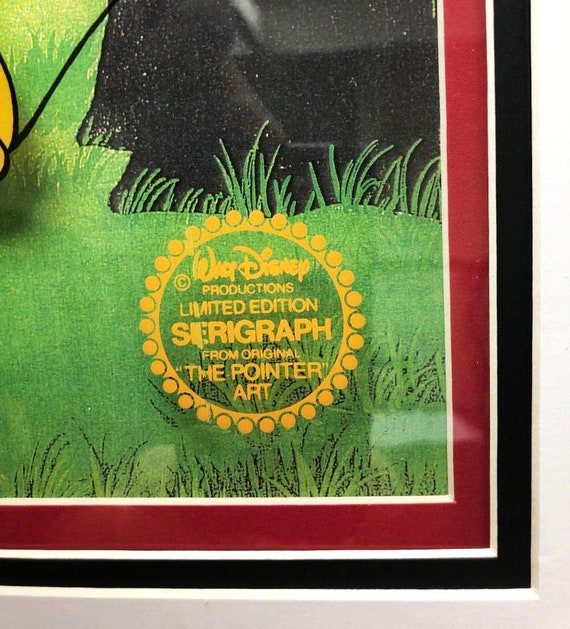 © Walt Disney
PRODUCTIONS
LIMITED EDITION
SERIGRAPH
FROM ORIGINAL
"THE POINTER"
ART